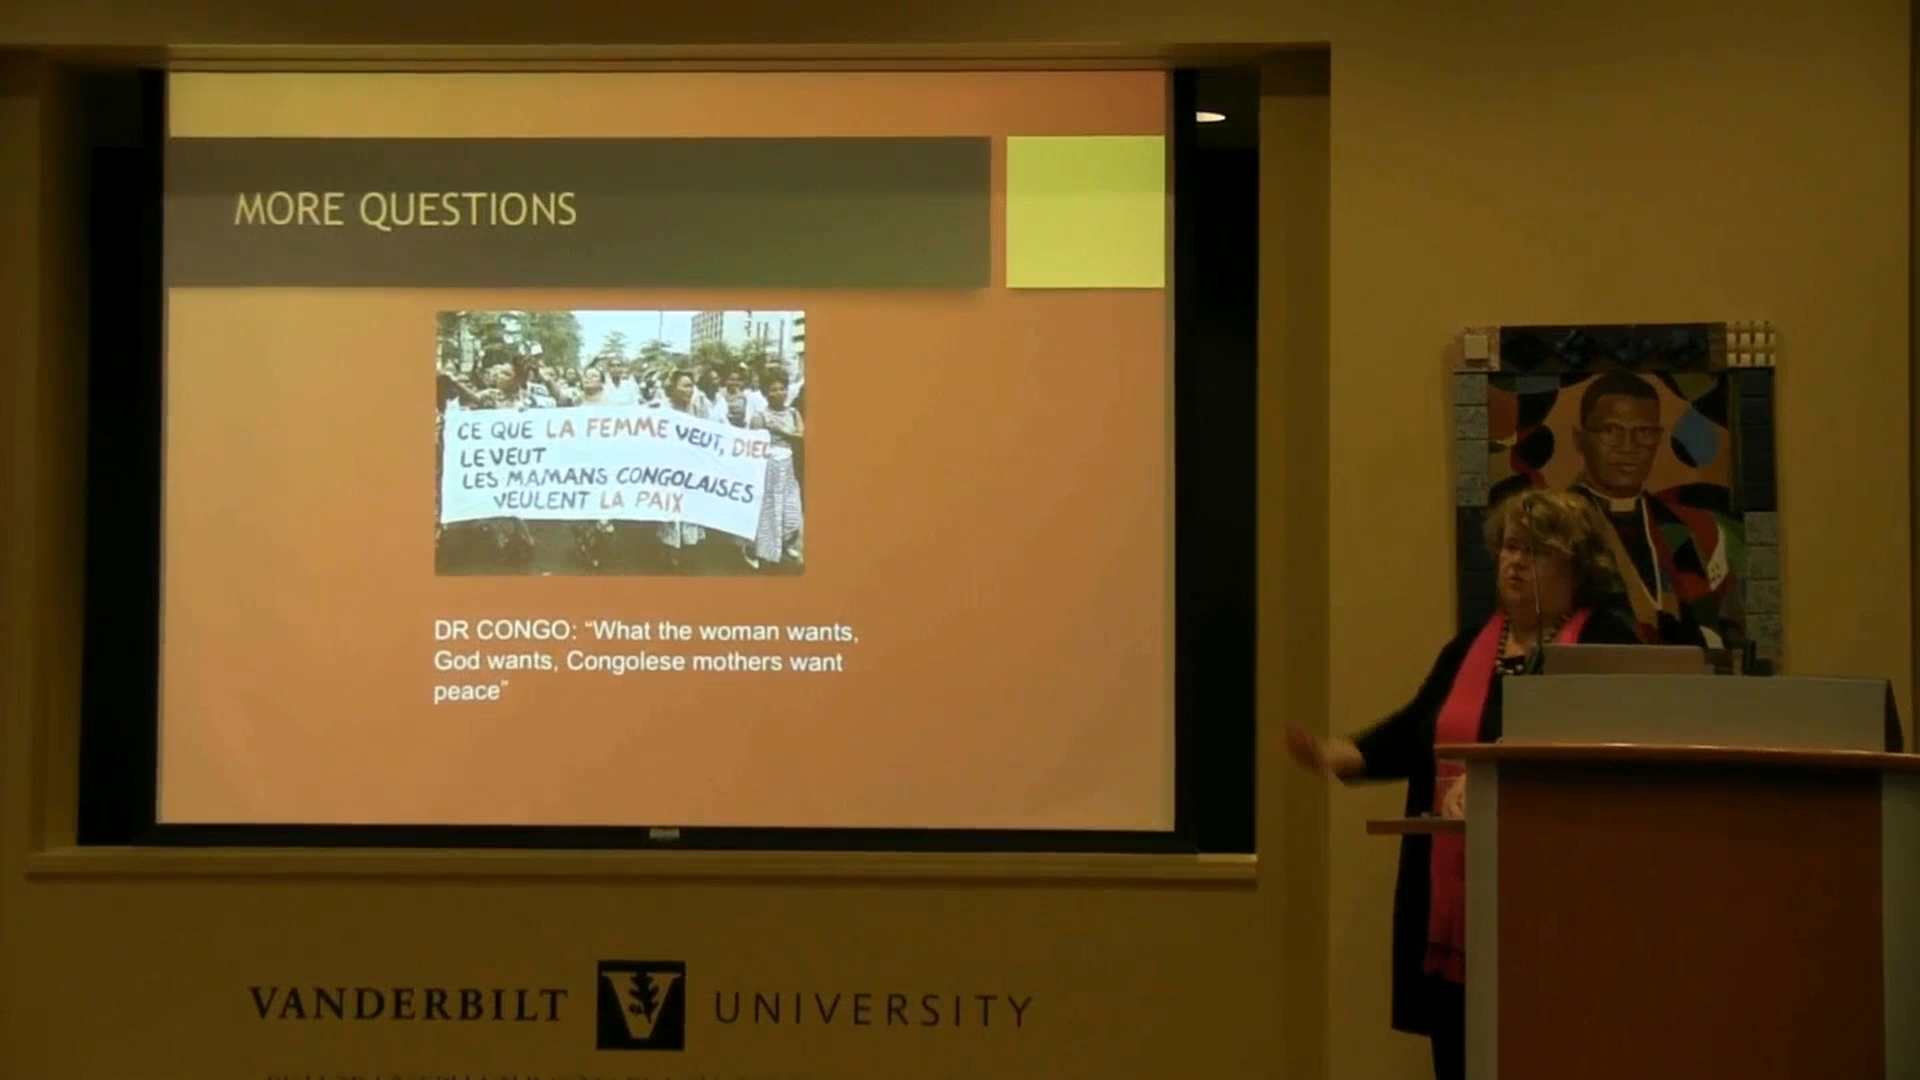 MORE QUESTIONS
CE QUE LA FEMME VEUT, DIEU
LE VEUT
LES MAMANS CONGOLAISES
VEULENT LA PAIX
DR CONGO: “What the woman wants,
God wants, Congolese mothers want
peace”
VANDERBILT V UNIVERSITY